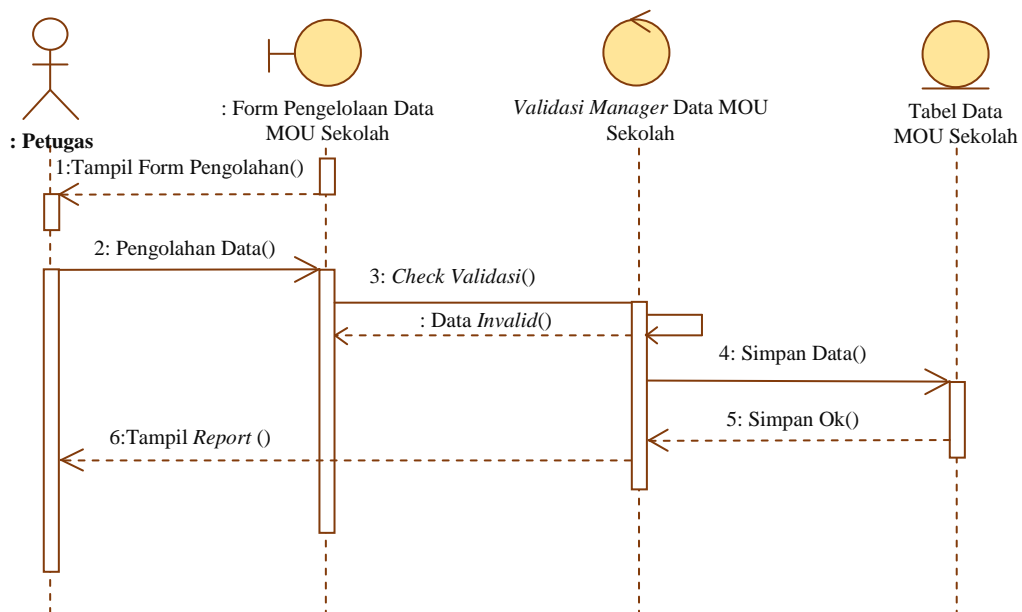 : Petugas
: Form Pengelolaan Data
MOU Sekolah
Validasi Manager Data MOU
Sekolah
Tabel Data
MOU Sekolah
1:Tampil Form Pengolahan()
2: Pengolahan Data()
3: Check Validasi()
: Data Invalid()
4: Simpan Data()
5: Simpan Ok()
6:Tampil Report ()